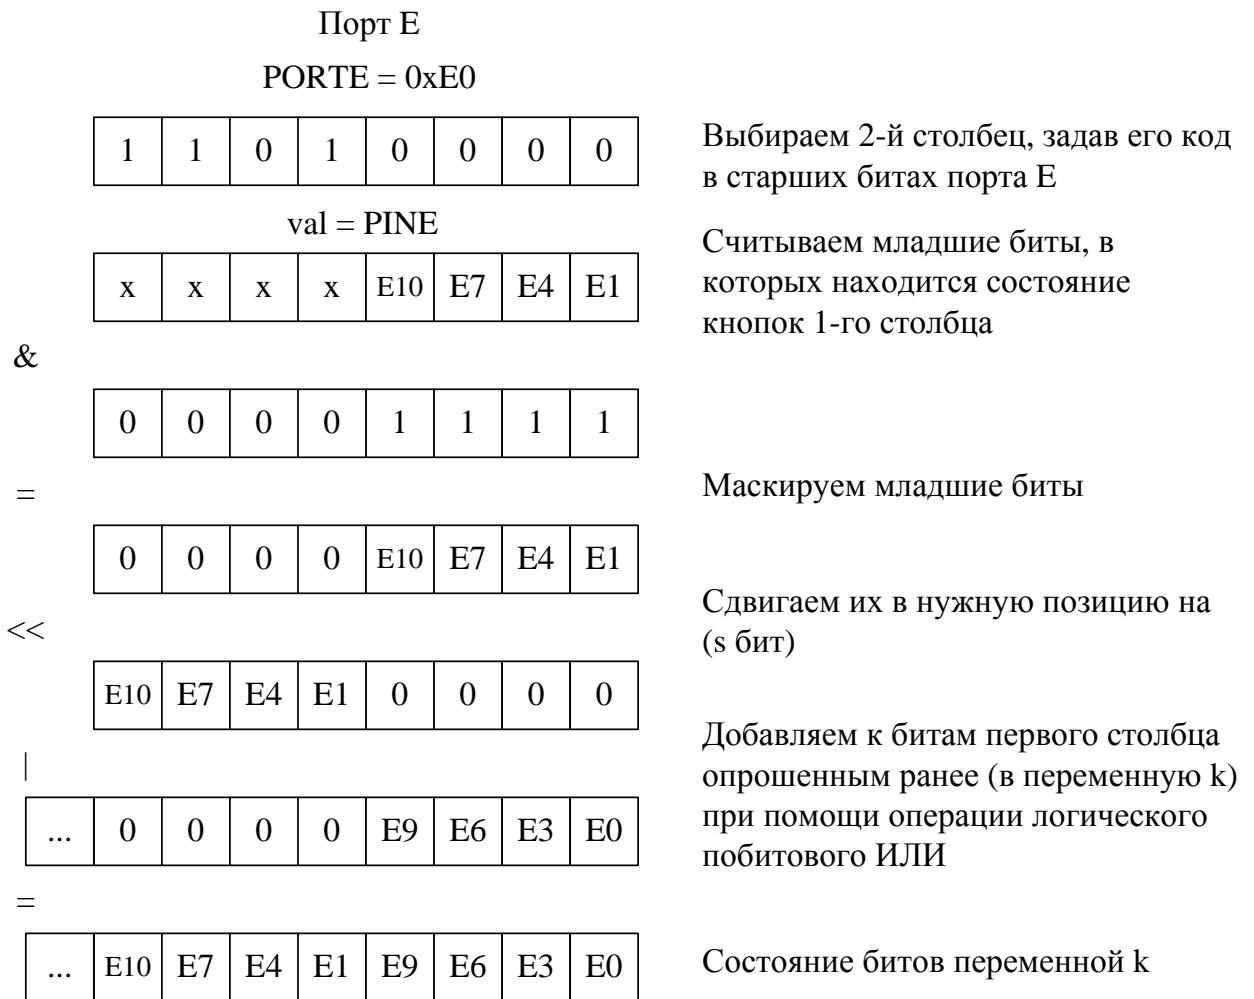 Порт E
PORTE = 0xE0
1 1 0 1 0 0 0 0
Выбираем 2-й столбец, задав его код
в старших битах порта E
val = PINE
x x x x E10 E7 E4 E1
Считываем младшие биты, в
которых находится состояние
кнопок 1-го столбца
&
0 0 0 0 1 1 1 1
=
Маскируем младшие биты
0 0 0 0 E10 E7 E4 E1
<<
Сдвигаем их в нужную позицию на
(s бит)
E10 E7 E4 E1 0 0 0 0
|
Добавляем к битам первого столбца
опрошенным ранее (в переменную k)
при помощи операции логического
побитового ИЛИ
... 0 0 0 0 E9 E6 E3 E0
=
... E10 E7 E4 E1 E9 E6 E3 E0
Состояние битов переменной k